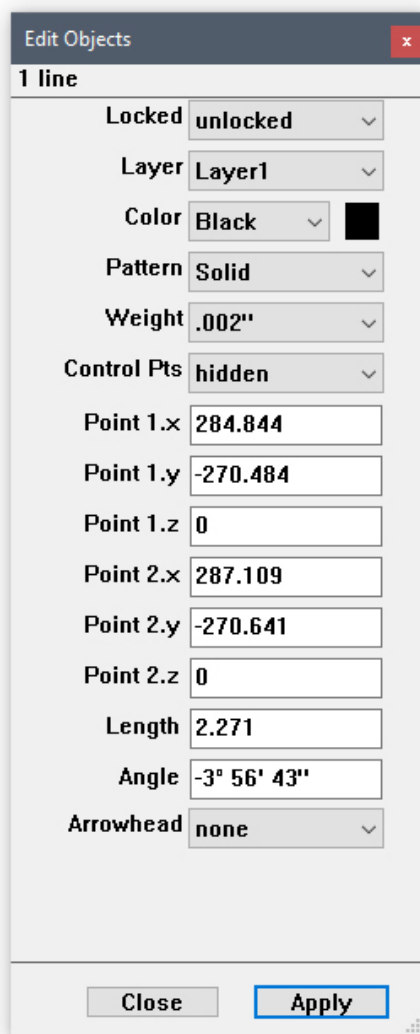 Edit Objects x
1 line
Locked unlocked
Layer Layer1
Color Black
Pattern Solid
Weight .002"
Control Pts hidden
Point 1.x 284.844
Point 1.y -270.484
Point 1.z 0
Point 2.x 287.109
Point 2.y -270.641
Point 2.z 0
Length 2.271
Angle -3° 56' 43"
Arrowhead none
Close Apply